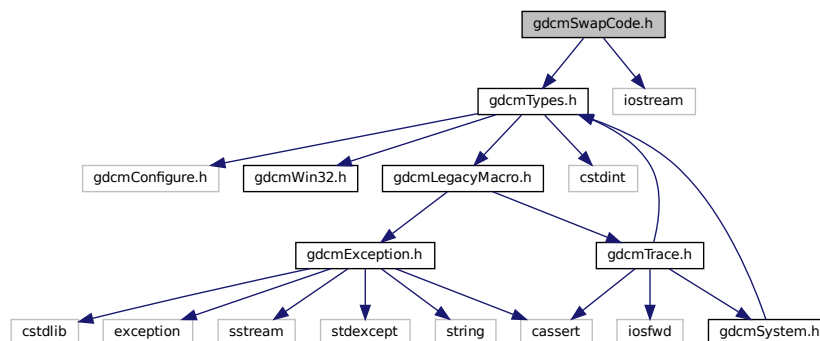 gdcmSwapCode.h
gdcmTypes.h
iostream
gdcmConfigure.h
gdcmWin32.h
gdcmLegacyMacro.h
cstdint
gdcmException.h
gdcmTrace.h
cstdlib
exception
sstream
stdexcept
string
cassert
iosfwd
gdcmSystem.h